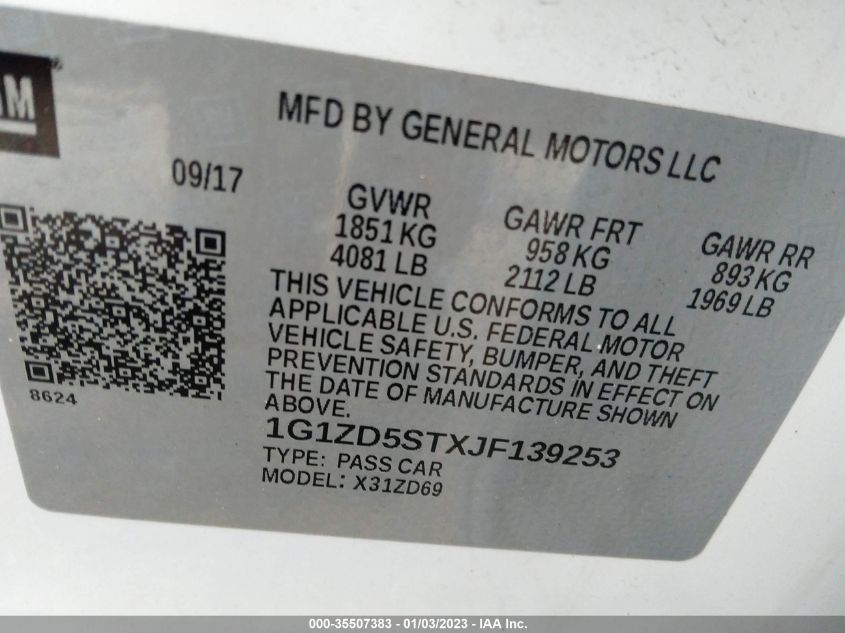 GM
®
MFD BY GENERAL MOTORS LLC
09/17
GVWR
1851 KG
4081 LB
GAWR FRT
958 KG
2112 LB
GAWR RR
893 KG
1969 LB
THIS VEHICLE CONFORMS TO ALL
APPLICABLE U.S. FEDERAL MOTOR
VEHICLE SAFETY, BUMPER, AND THEFT
PREVENTION STANDARDS IN EFFECT ON
THE DATE OF MANUFACTURE SHOWN
ABOVE.
8624
1G1ZD5STXJF139253
TYPE: PASS CAR
MODEL: X31ZD69
000-35507383 - 01/03/2023 - IAA Inc.